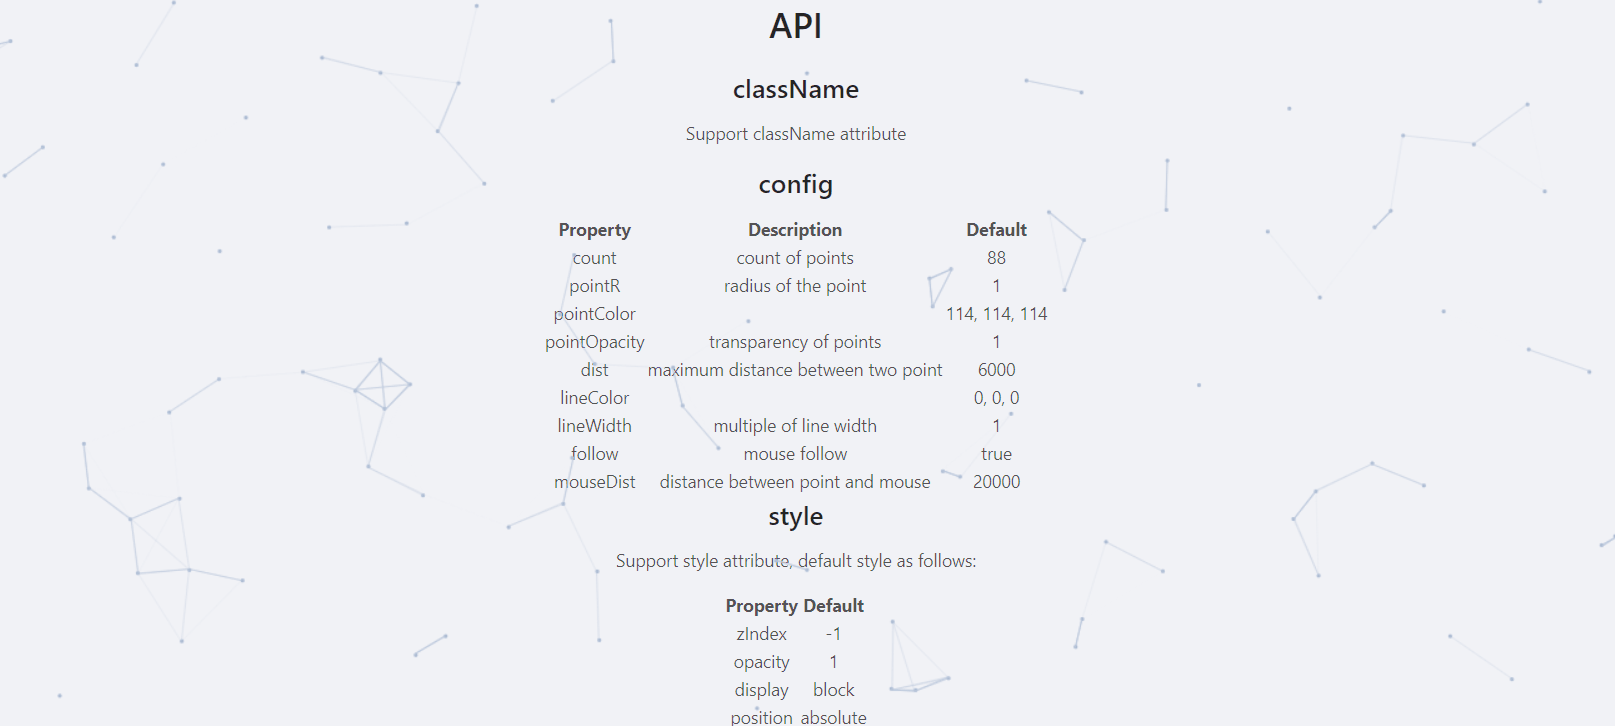 API
className
Support className attribute
config
Property Description Default
count count of points 88
pointR radius of the point 1
pointColor 114, 114, 114
pointOpacity transparency of points 1
dist maximum distance between two point 6000
lineColor 0, 0, 0
lineWidth multiple of line width 1
follow mouse follow true
mouseDist distance between point and mouse 20000
style
Support style attribute, default style as follows:
Property Default
zIndex -1
opacity 1
display block
position absolute